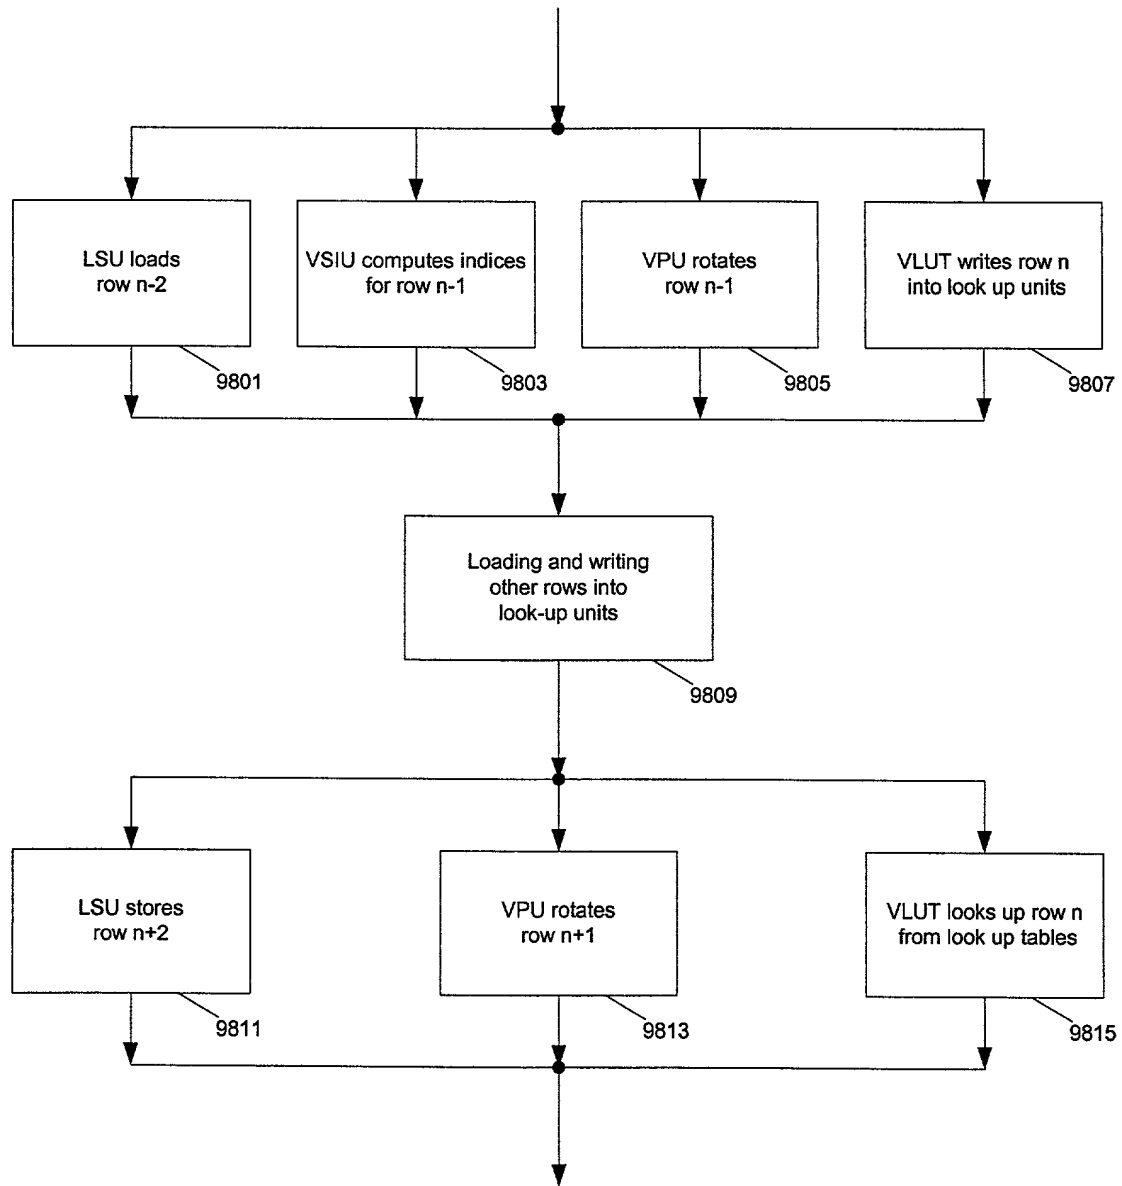 LSU loads
row n-2
9801
VSIU computes indices
for row n-1
9803
VPU rotates
row n-1
9805
VLUT writes row n
into look up units
9807
Loading and writing
other rows into
look-up units
9809
LSU stores
row n+2
9811
VPU rotates
row n+1
9813
VLUT looks up row n
from look up tables
9815